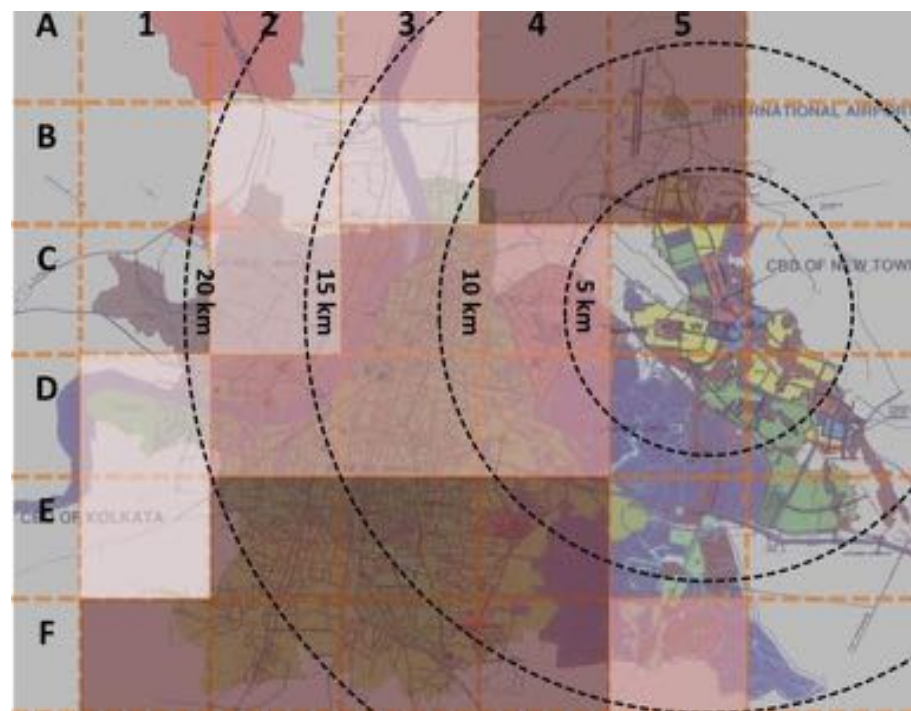 A 1 2 3 4 5
B
INTERNATIONAL AIRPORT
C
CBD OF NEW TOWN
20 km 15 km 10 km 5 km
D
E
CBD OF KOLKATA
F